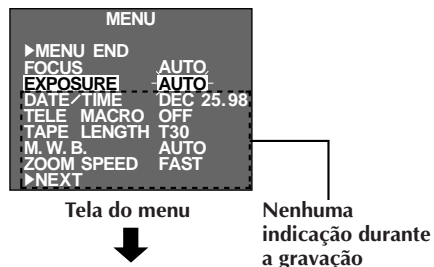 MENU
▶MENU END
FOCUS AUTO
EXPOSURE AUTO
DATE/TIME DEC 25.98
TELE MACRO OFF
TAPE LENGTH T30
M. W. B. AUTO
ZOOM SPEED FAST
▶NEXT
Tela do menu
Nenhuma
indicação durante
a gravação